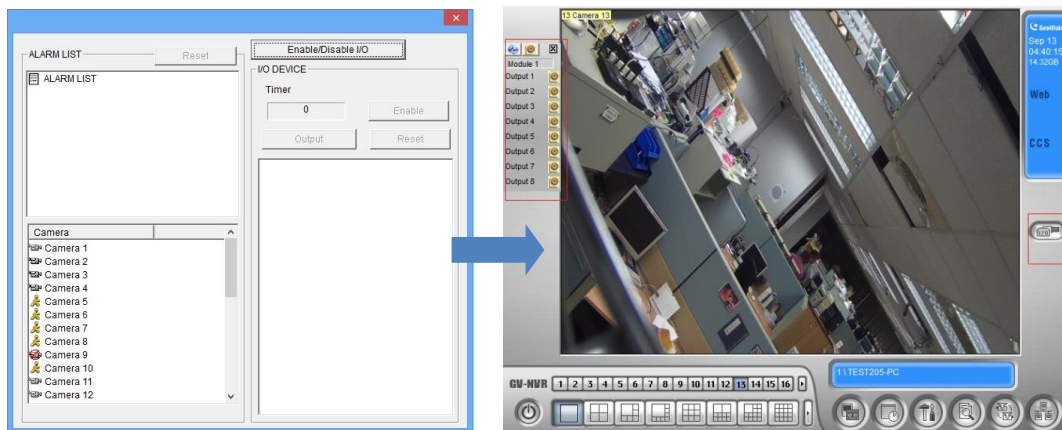 ALARM LIST
Reset
ALARM LIST
Camera
Camera 1
Camera 2
Camera 3
Camera 4
Camera 5
Camera 6
Camera 7
Camera 8
Camera 9
Camera 10
Camera 11
Camera 12
Enable/Disable I/O
I/O DEVICE
Timer
0
Enable
Output
Reset
13 Camera 13
Module 1
Output 1
Output 2
Output 3
Output 4
Output 5
Output 6
Output 7
Output 8
GeoVision
Sep 13
04:40:15
14.32GB
Web
CCS
I/O
1 \ TEST205-PC
GV-NVR 1 2 3 4 5 6 7 8 9 10 11 12 13 14 15 16